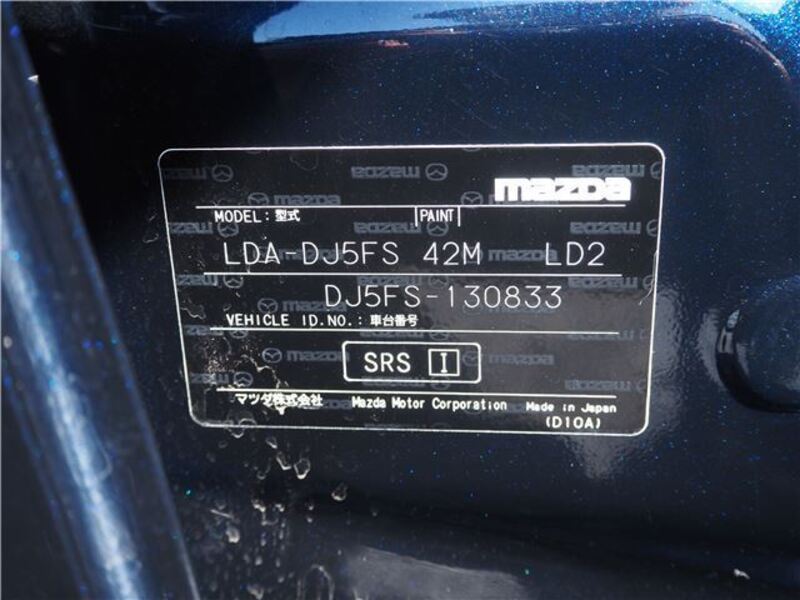 mazda
MODEL: 型式 PAINT
LDA-DJ5FS 42M LD2
DJ5FS-130833
VEHICLE ID.NO.: 車台番号
SRS I
マツダ株式会社 Mazda Motor Corporation Made in Japan
(D10A)